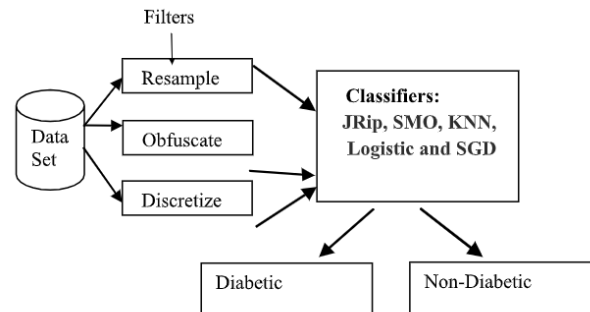 Filters
Resample
Data
Set
Obfuscate
Discretize
Classifiers:
JRip, SMO, KNN,
Logistic and SGD
Diabetic
Non-Diabetic